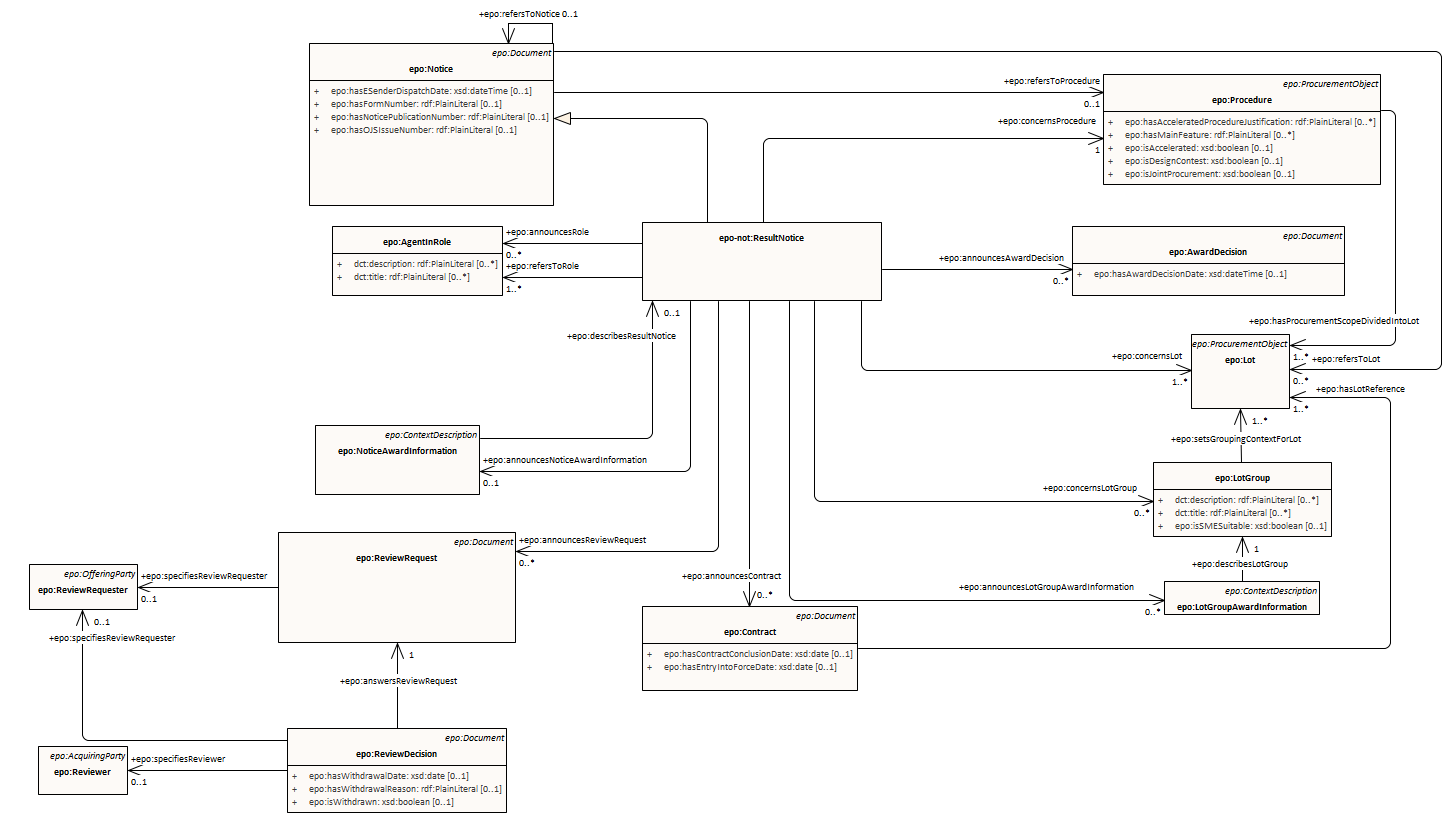 +epo:refersToNotice 0..1
epo:Document
epo:Notice
+ epo:hasESenderDispatchDate: xsd:dateTime [0..1]
+ epo:hasFormNumber: rdf:PlainLiteral [0..1]
+ epo:hasNoticePublicationNumber: rdf:PlainLiteral [0..1]
+ epo:hasOJSIssueNumber: rdf:PlainLiteral [0..1]
+epo:refersToProcedure
0..1
+epo:concernsProcedure
1
epo:ProcurementObject
epo:Procedure
+ epo:hasAcceleratedProcedureJustification: rdf:PlainLiteral [0..*]
+ epo:hasMainFeature: rdf:PlainLiteral [0..*]
+ epo:isAccelerated: xsd:boolean [0..1]
+ epo:isDesignContest: xsd:boolean [0..1]
+ epo:isJointProcurement: xsd:boolean [0..1]
epo:AgentInRole
+ dct:description: rdf:PlainLiteral [0..*]
+ dct:title: rdf:PlainLiteral [0..*]
+epo:announcesRole
0..*
+epo:refersToRole
1..*
epo-not:ResultNotice
+epo:announcesAwardDecision
0..*
epo:Document
epo:AwardDecision
+ epo:hasAwardDecisionDate: xsd:dateTime [0..1]
0..1
+epo:describesResultNotice
+epo:hasProcurementScopeDividedIntoLot
1..*
+epo:concernsLot
1..*
epo:ProcurementObject
epo:Lot
+epo:refersToLot
0..*
+epo:hasLotReference
1..*
1..*
+epo:setsGroupingContextForLot
epo:ContextDescription
epo:NoticeAwardInformation
+epo:announcesNoticeAwardInformation
0..1
+epo:concernsLotGroup
0..*
epo:LotGroup
+ dct:description: rdf:PlainLiteral [0..*]
+ dct:title: rdf:PlainLiteral [0..*]
+ epo:isSMESuitable: xsd:boolean [0..1]
1
+epo:describesLotGroup
epo:Document
epo:ReviewRequest
+epo:announcesReviewRequest
0..*
epo:OfferingParty
epo:ReviewRequester
+epo:specifiesReviewRequester
0..1
+epo:announcesContract
0..*
+epo:announcesLotGroupAwardInformation
0..*
epo:ContextDescription
epo:LotGroupAwardInformation
epo:Document
epo:Contract
+ epo:hasContractConclusionDate: xsd:date [0..1]
+ epo:hasEntryIntoForceDate: xsd:date [0..1]
0..1
+epo:specifiesReviewRequester
1
+epo:answersReviewRequest
epo:Document
epo:ReviewDecision
+ epo:hasWithdrawalDate: xsd:date [0..1]
+ epo:hasWithdrawalReason: rdf:PlainLiteral [0..1]
+ epo:isWithdrawn: xsd:boolean [0..1]
epo:AcquiringParty
epo:Reviewer
+epo:specifiesReviewer
0..1